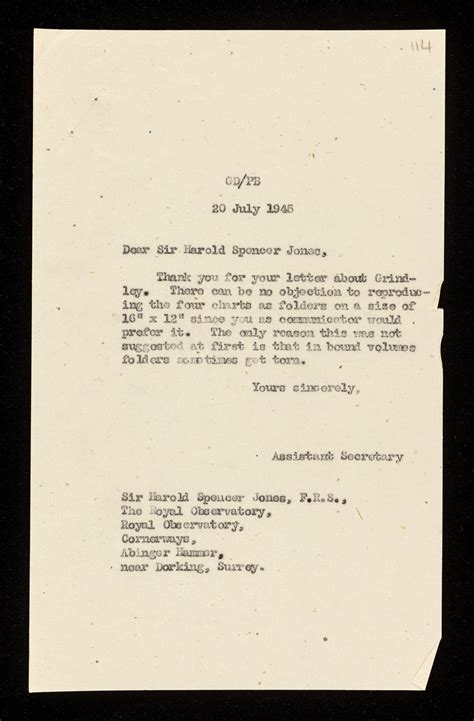 114
GD/PB
20 July 1945
Dear Sir Harold Spencer Jones,
Thank you for your letter about Grind-
ley. There can be no objection to reproduc-
ing the four charts as folders on a size of
16" x 12" since you as communicator would
prefer it. The only reason this was not
suggested at first is that in bound volumes
folders sometimes get torn.
Yours sincerely,
Assistant Secretary
Sir Harold Spencer Jones, F.R.S.,
The Royal Observatory,
Royal Observatory,
Cornerways,
Abinger Hammer,
near Dorking, Surrey.